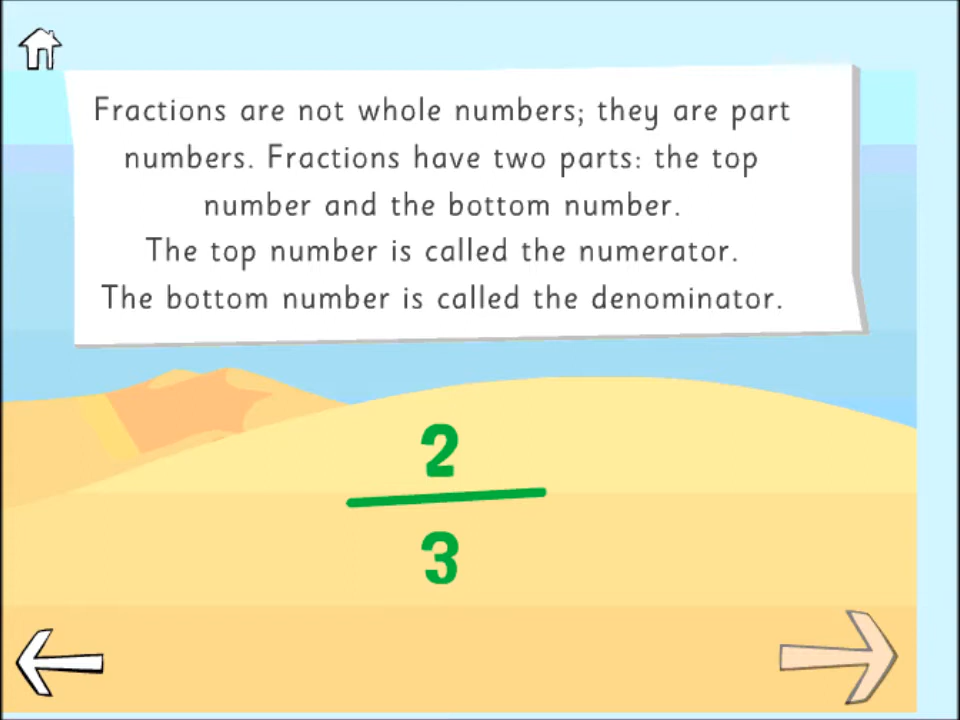 Fractions are not whole numbers; they are part
numbers. Fractions have two parts: the top
number and the bottom number.
The top number is called the numerator.
The bottom number is called the denominator.
2
3